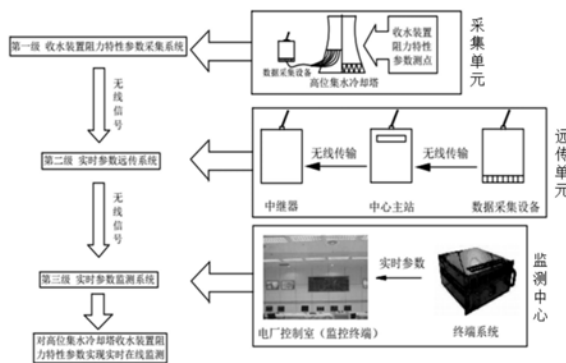 第一级 收水装置阻力特性参数采集系统
无线信号
第二级 实时参数远传系统
无线信号
第三级 实时参数监测系统
对高位集水冷却塔收水装置阻
力特性参数实现实时在线监测
数据采集设备
高位集水冷却塔
收水装置
阻力特性
参数测点
采集单元
无线传输
无线传输
中继器
中心主站
数据采集设备
远传单元
实时参数
电厂控制室（监控终端）
终端系统
监测中心